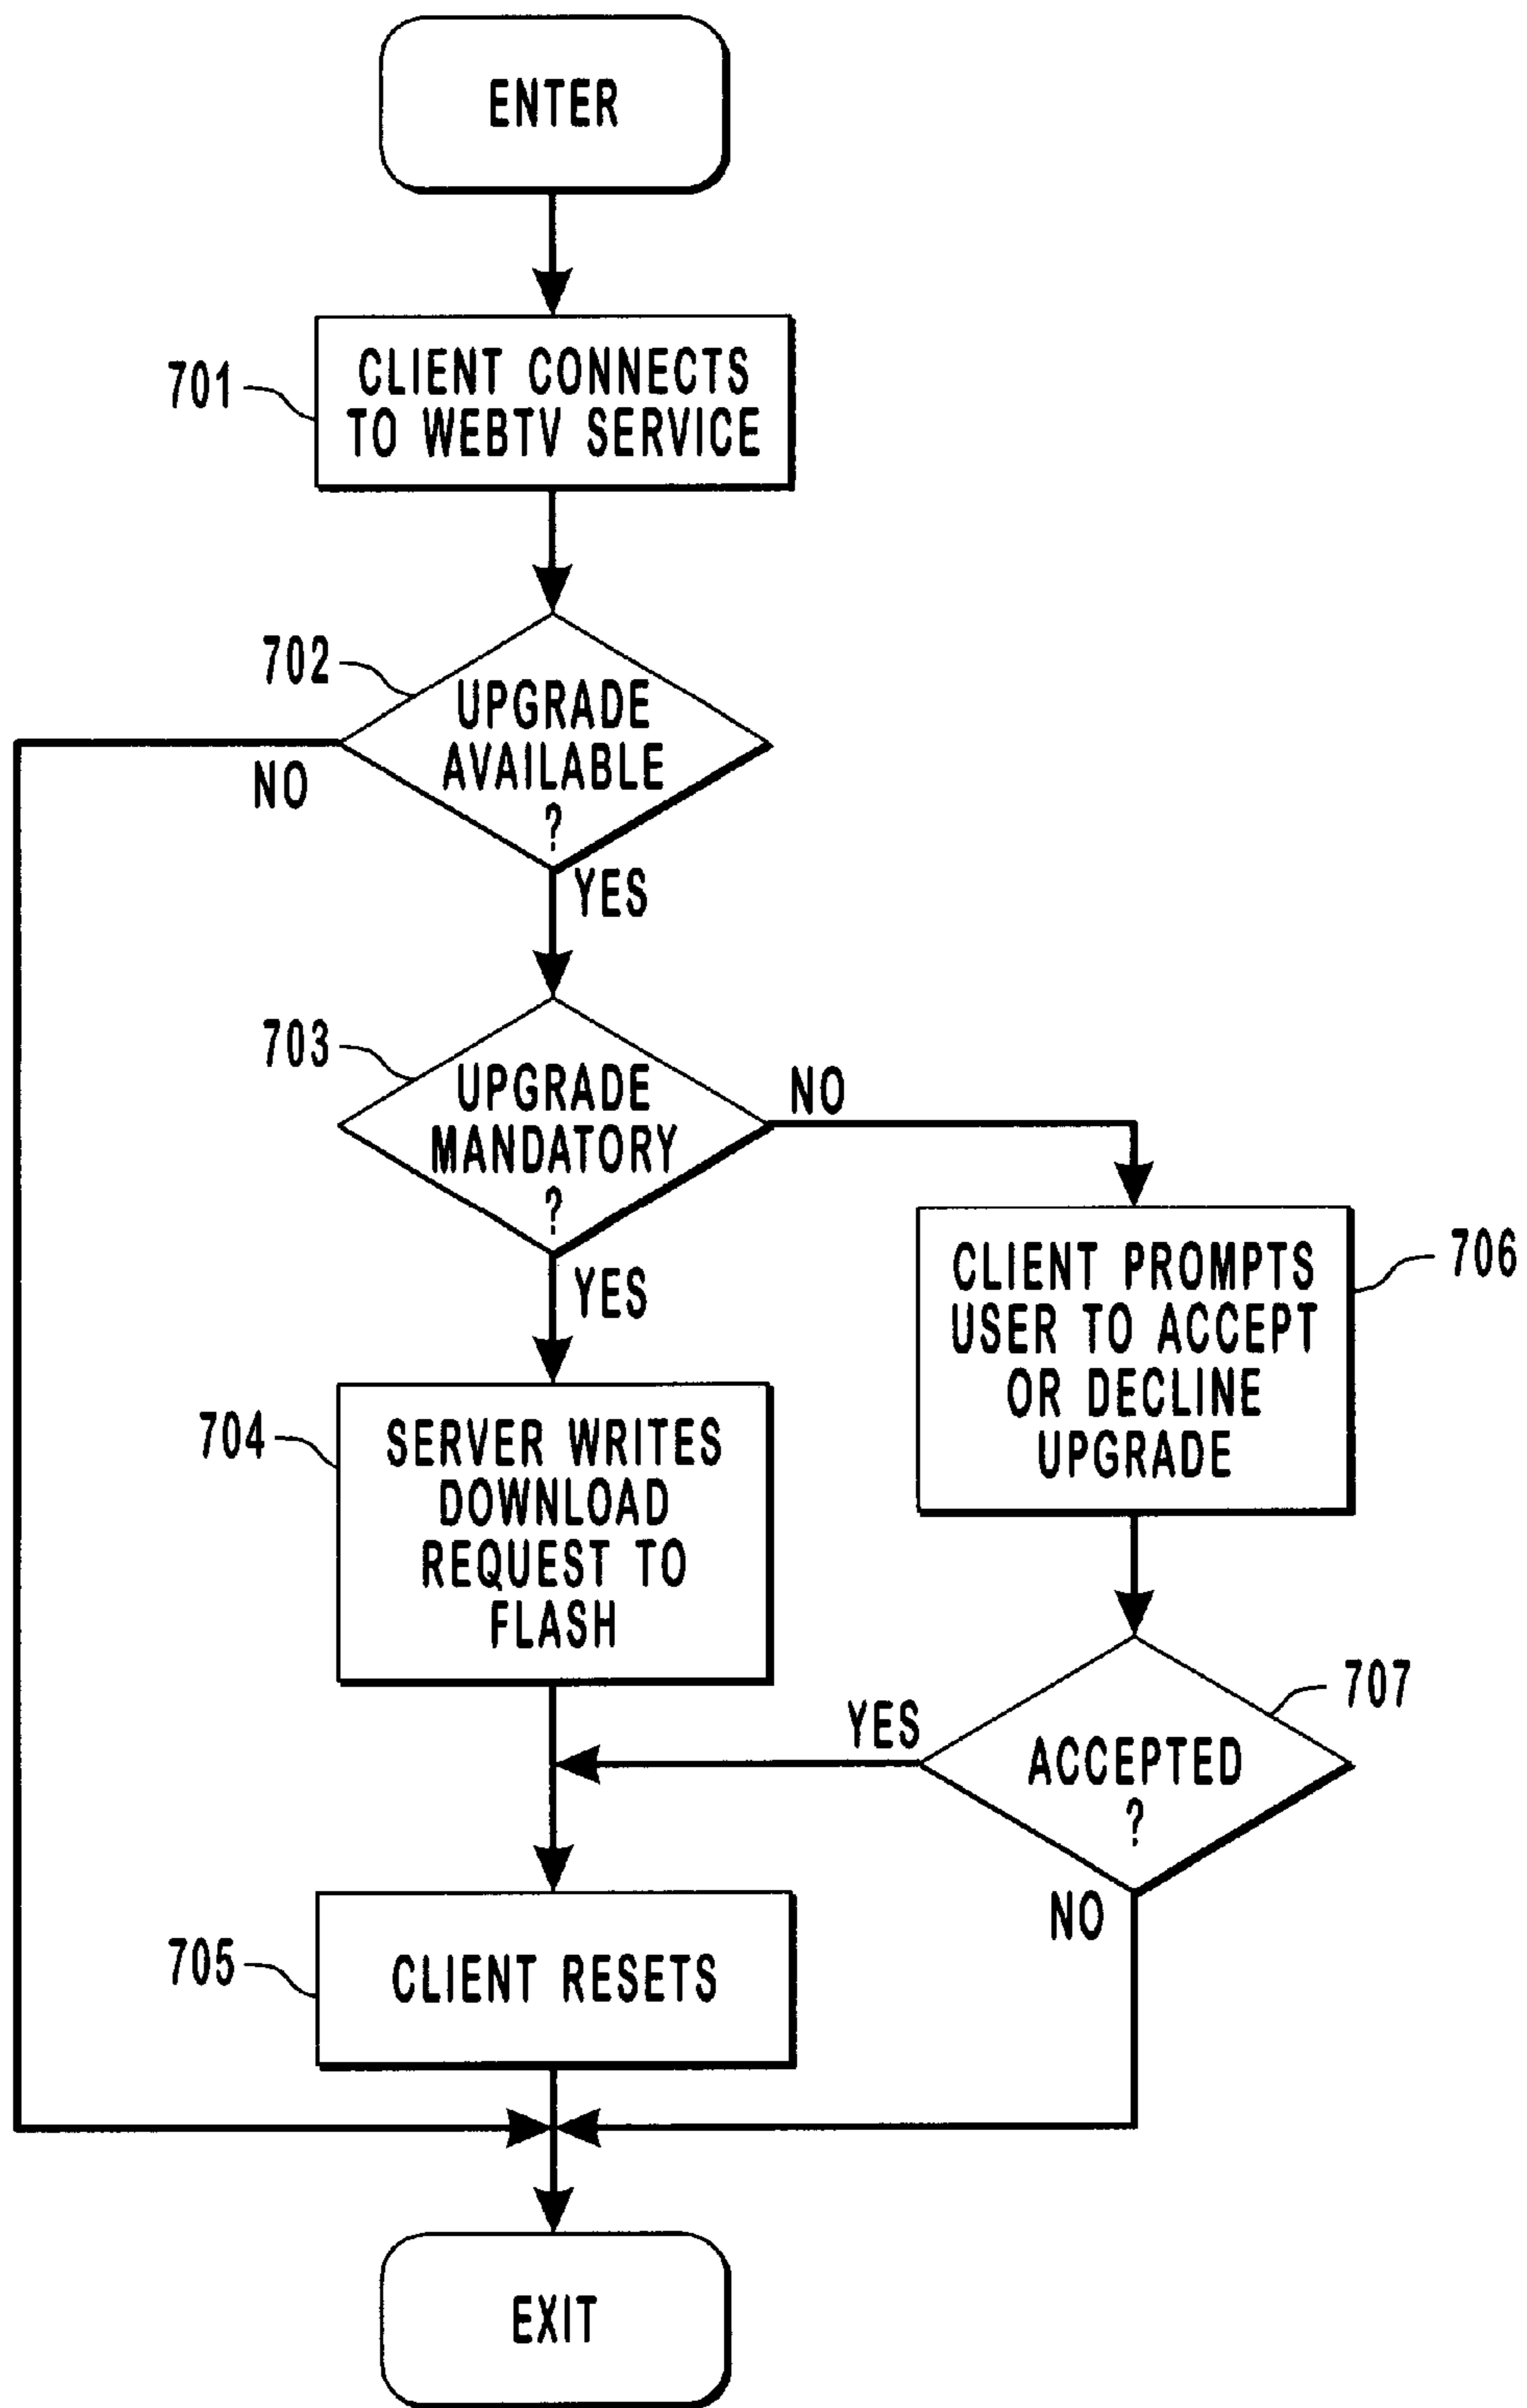 ENTER
701
CLIENT CONNECTS
TO WEBTV SERVICE
702
UPGRADE
AVAILABLE
?
NO
YES
703
UPGRADE
MANDATORY
?
NO
YES
704
SERVER WRITES
DOWNLOAD
REQUEST TO
FLASH
706
CLIENT PROMPTS
USER TO ACCEPT
OR DECLINE
UPGRADE
707
ACCEPTED
?
YES
NO
705
CLIENT RESETS
EXIT